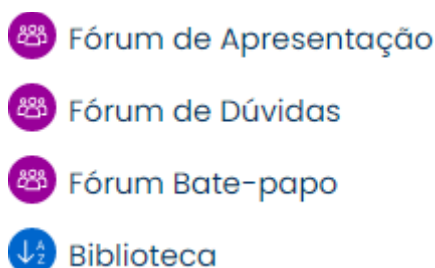 Fórum de Apresentação
Fórum de Dúvidas
Fórum Bate-papo
Biblioteca